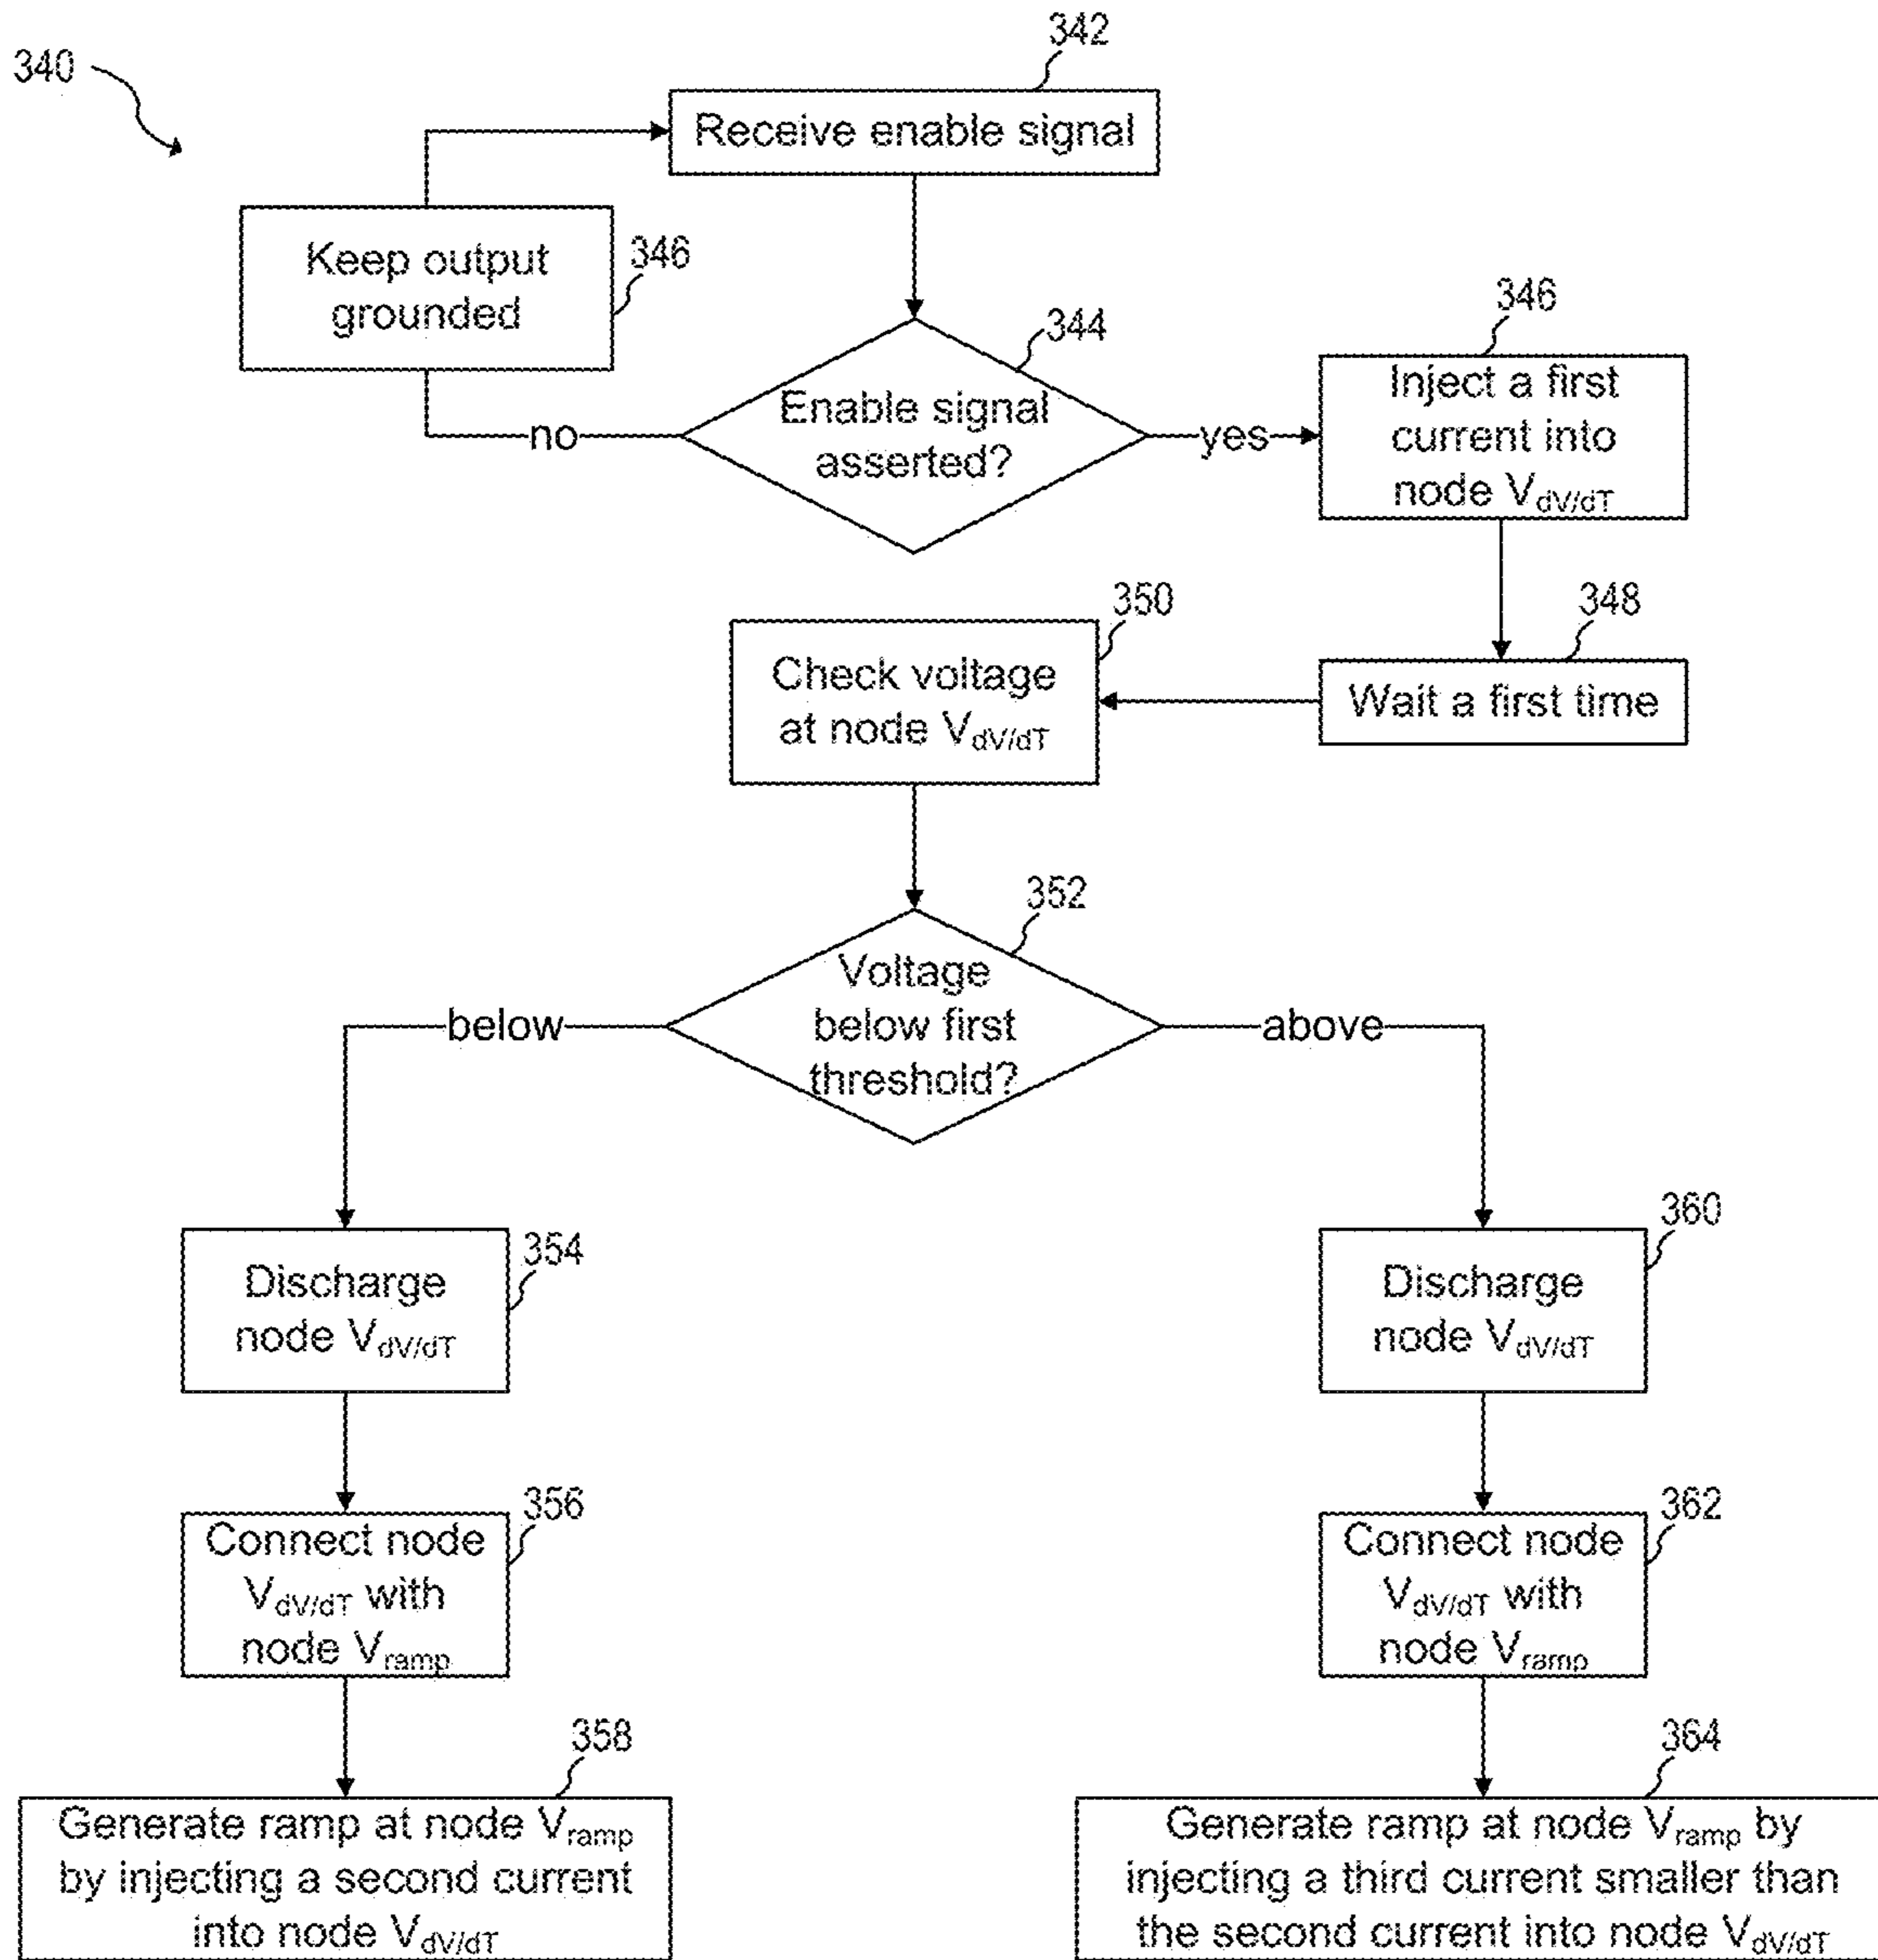 340
342
Receive enable signal
Keep output
grounded
346
344
Enable signal
asserted?
no
yes
346
Inject a first
current into
node VdV/dT
348
Wait a first time
350
Check voltage
at node VdV/dT
352
Voltage
below first
threshold?
below
above
354
Discharge
node VdV/dT
360
Discharge
node VdV/dT
356
Connect node
VdV/dT with
node Vramp
362
Connect node
VdV/dT with
node Vramp
358
Generate ramp at node Vramp
by injecting a second current
into node VdV/dT
364
Generate ramp at node Vramp by
injecting a third current smaller than
the second current into node VdV/dT